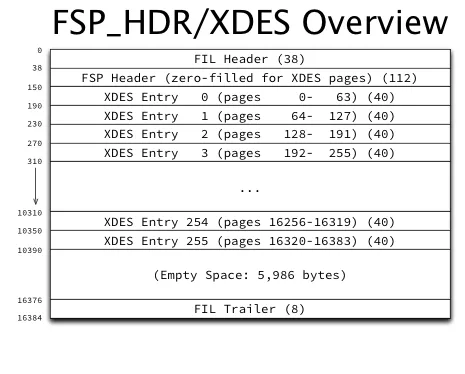 FSP_HDR/XDES Overview
0
FIL Header (38)
38
FSP Header (zero-filled for XDES pages) (112)
150
XDES Entry 0 (pages 0- 63) (40)
190
XDES Entry 1 (pages 64- 127) (40)
230
XDES Entry 2 (pages 128- 191) (40)
270
XDES Entry 3 (pages 192- 255) (40)
310
...
10310
XDES Entry 254 (pages 16256-16319) (40)
10350
XDES Entry 255 (pages 16320-16383) (40)
10390
(Empty Space: 5,986 bytes)
16376
FIL Trailer (8)
16384